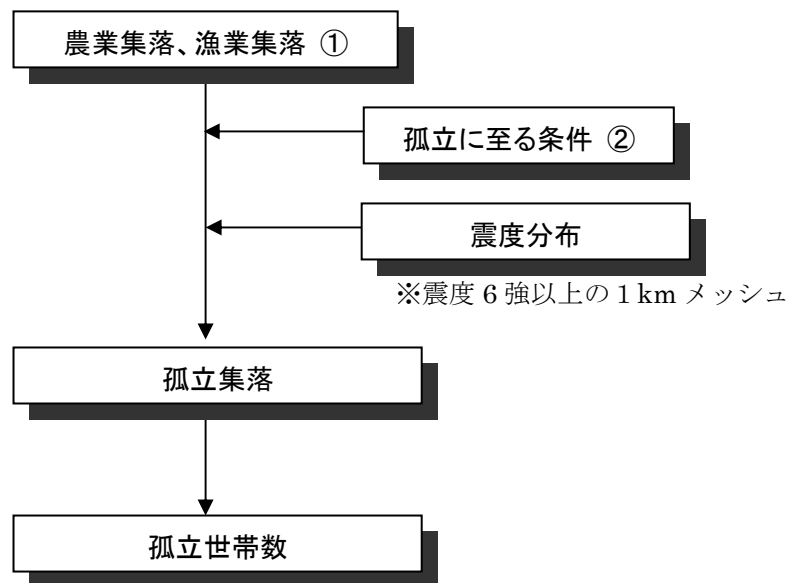 農業集落、漁業集落 ①
孤立に至る条件 ②
震度分布
※震度6強以上の1kmメッシュ
孤立集落
孤立世帯数